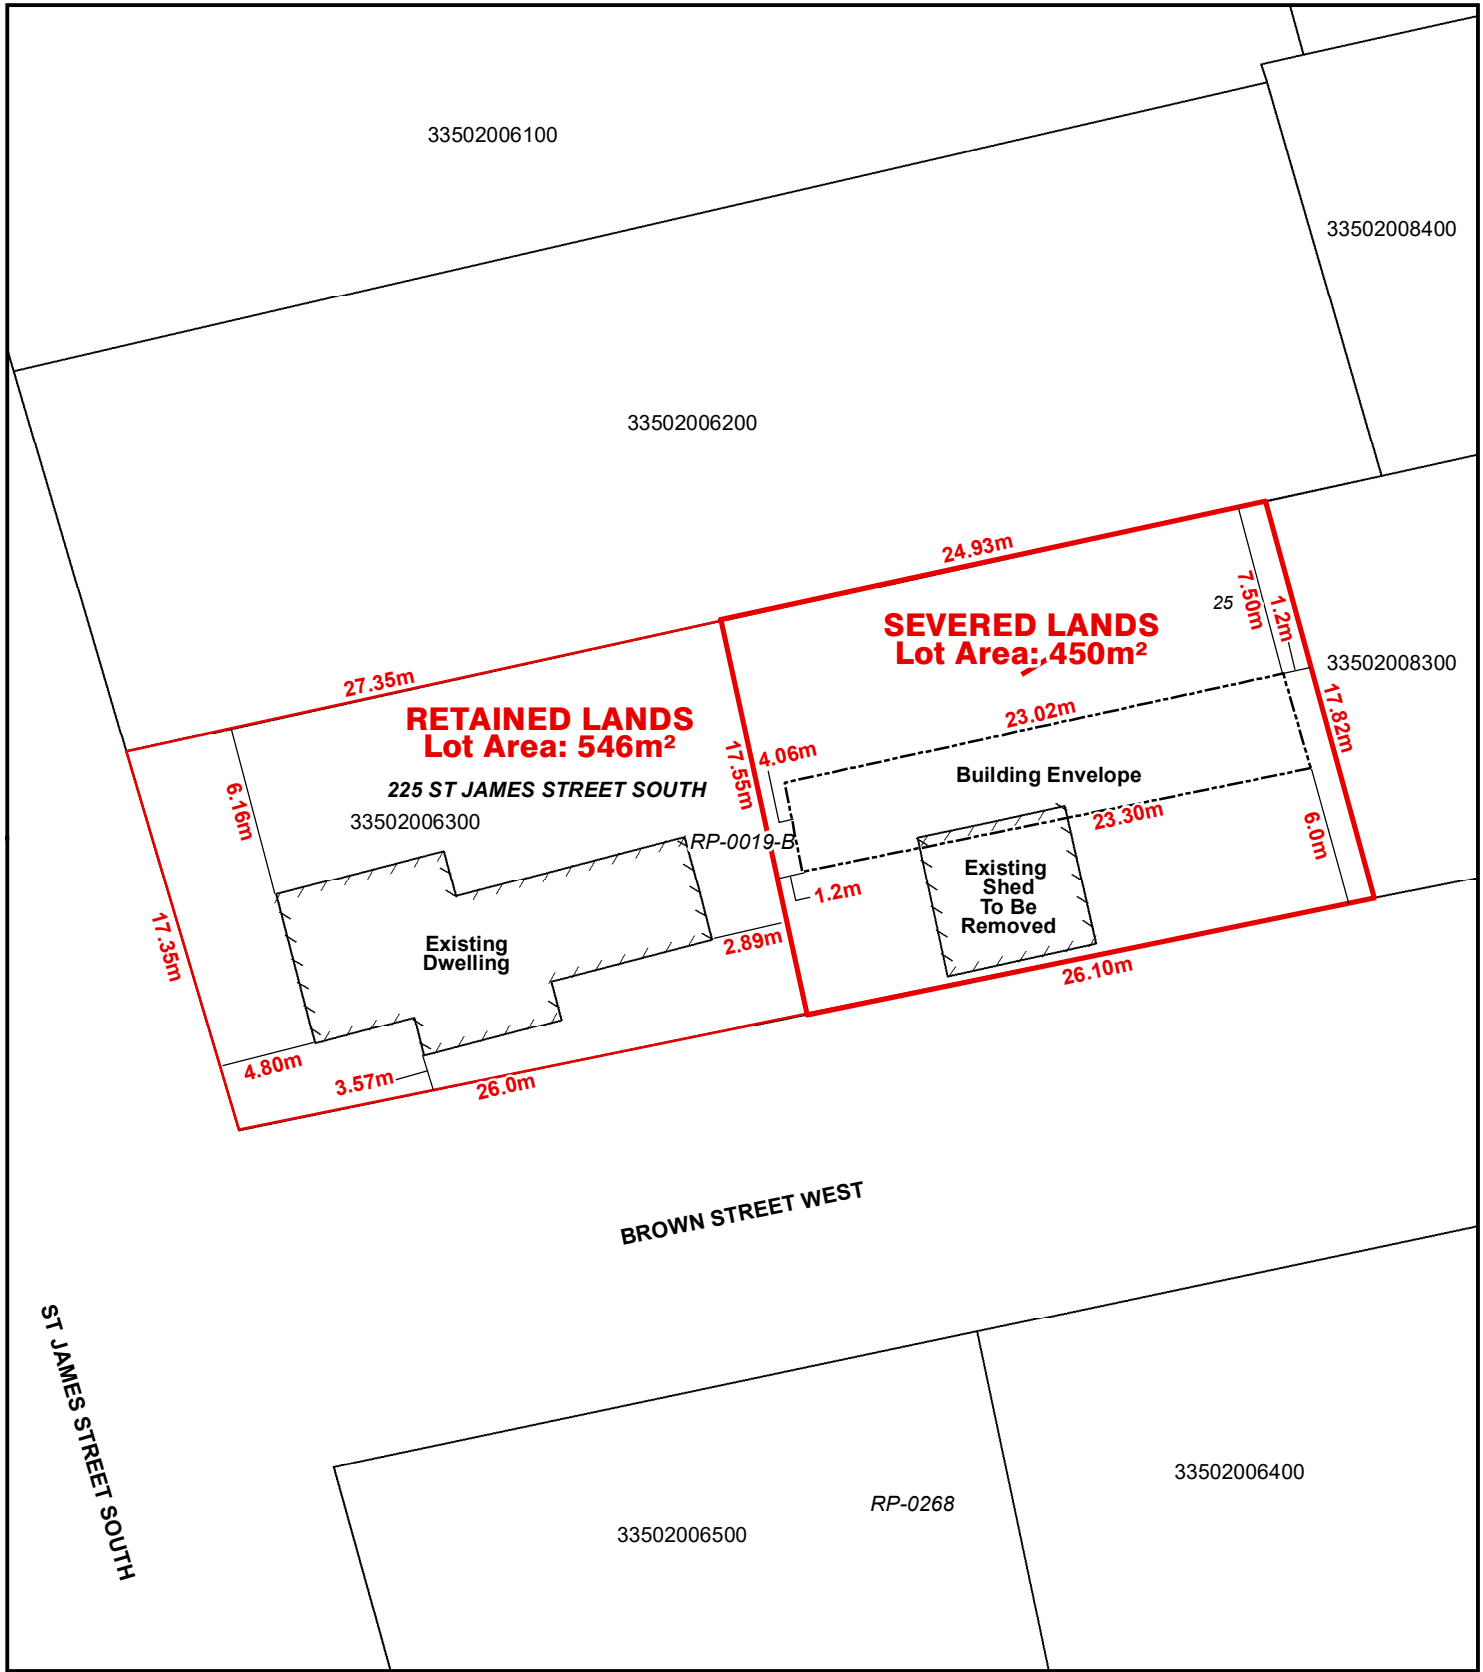 33502006100
33502008400
33502006200
24.93m
7.50m
1.2m
25
SEVERED LANDS
Lot Area: 450m²
33502008300
27.35m
17.82m
RETAINED LANDS
Lot Area: 546m²
23.02m
17.55m
4.06m
Building Envelope
225 ST JAMES STREET SOUTH
6.16m
33502006300
RP-0019-B
23.30m
6.0m
Existing
Shed
To Be
Removed
1.2m
17.35m
Existing
Dwelling
2.89m
26.10m
4.80m
3.57m
26.0m
BROWN STREET WEST
ST JAMES STREET SOUTH
33502006400
RP-0268
33502006500